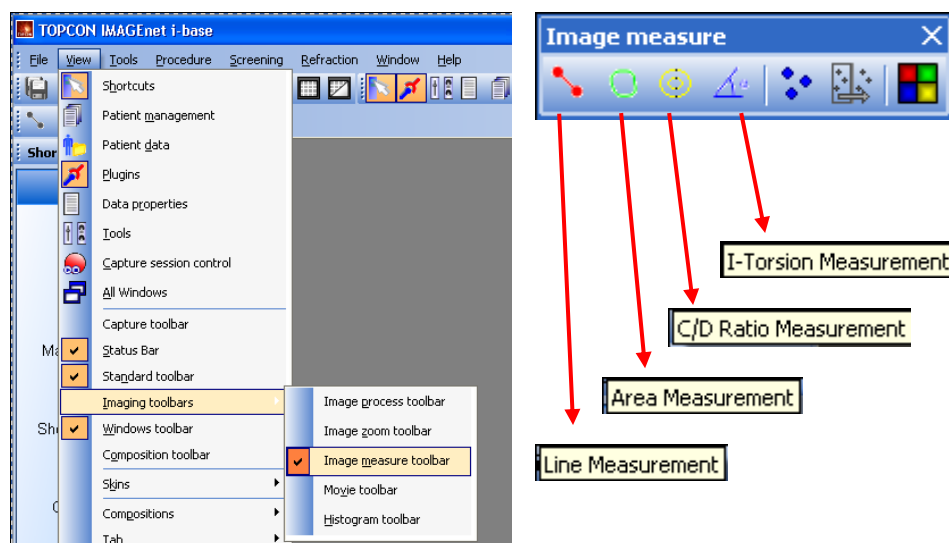 TOPCON IMAGEnet i-base
File View Tools Procedure Screening Refraction Window Help
Shortcuts
Patient management
Patient data
Shor
Plugins
Data properties
Tools
Capture session control
All Windows
Capture toolbar
Status Bar
Standard toolbar
Imaging toolbars
Windows toolbar
Composition toolbar
Skins
Compositions
Tab
Image process toolbar
Image zoom toolbar
Image measure toolbar
Movie toolbar
Histogram toolbar
Image measure
I-Torsion Measurement
C/D Ratio Measurement
Area Measurement
Line Measurement